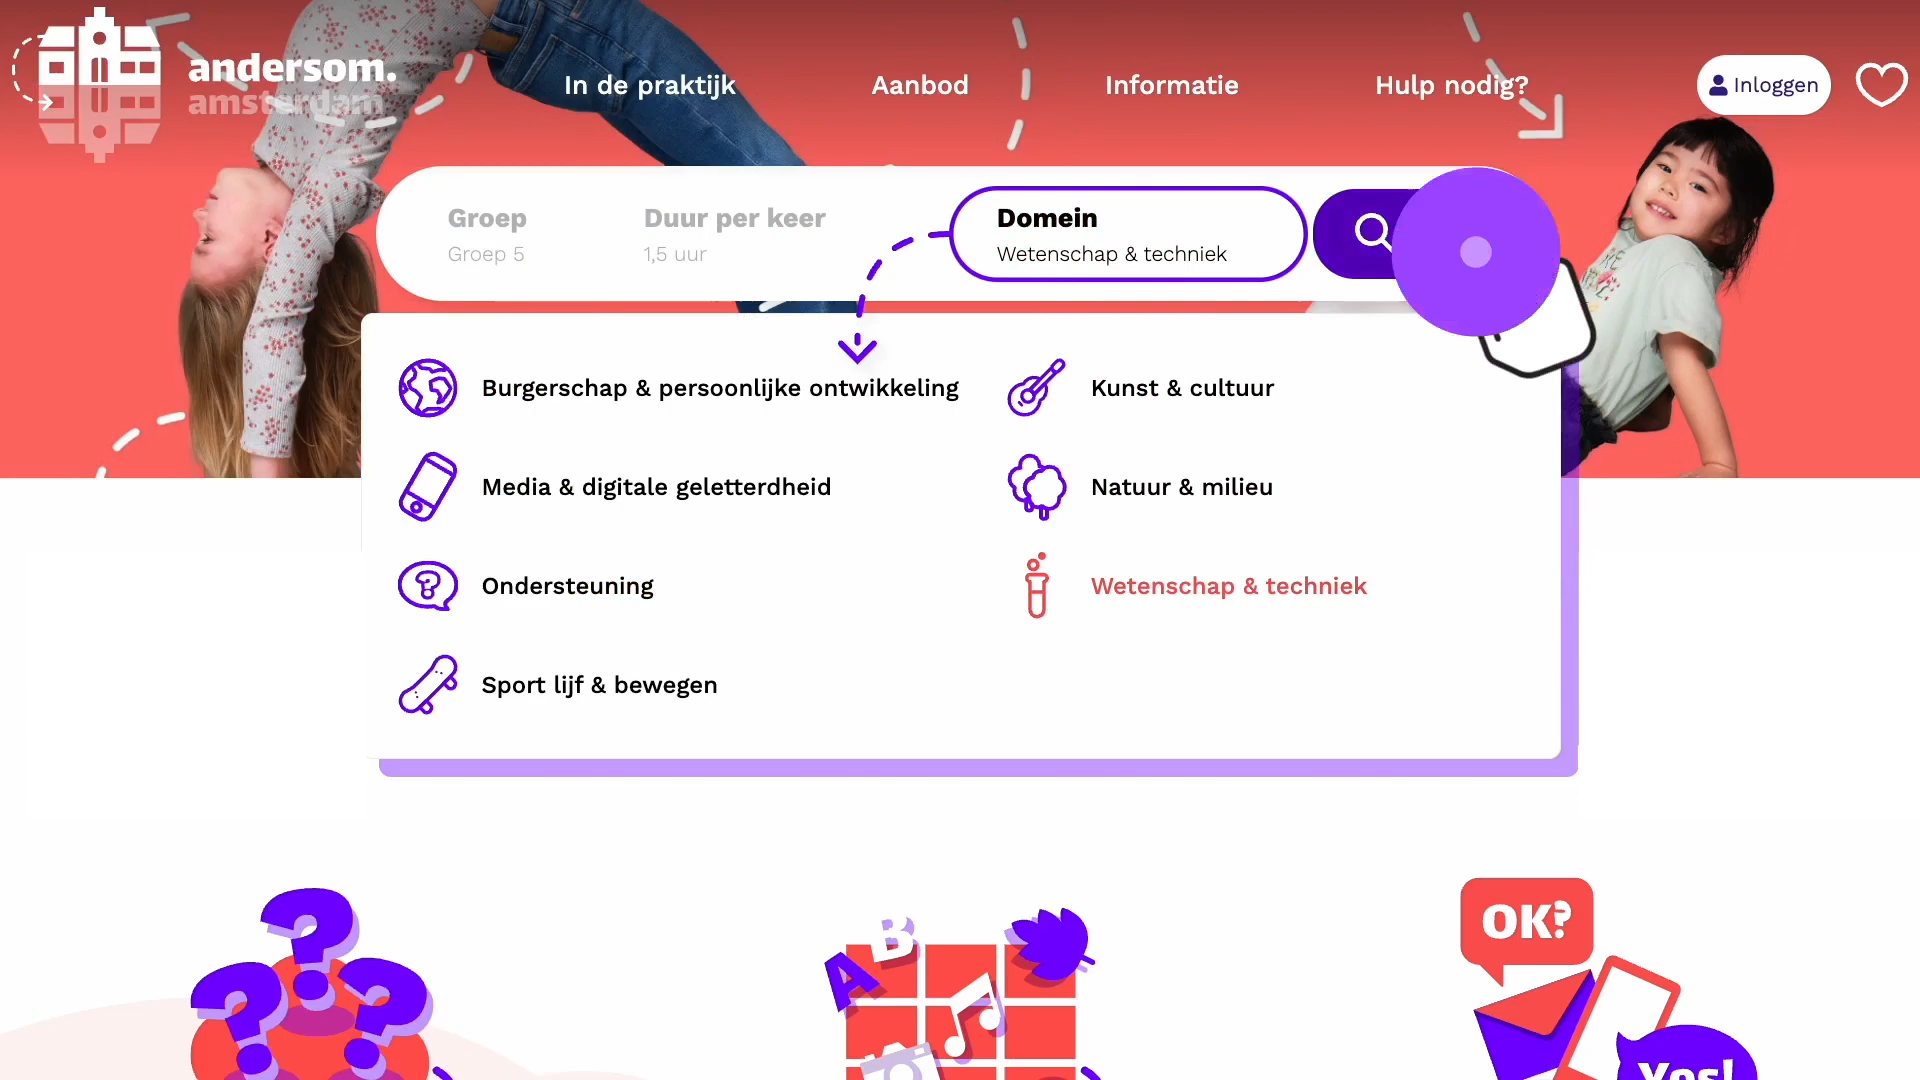 andersom.
amsterdam
In de praktijk
Aanbod
Informatie
Hulp nodig?
Inloggen
Groep
Groep 5
Duur per keer
1,5 uur
Domein
Wetenschap & techniek
Burgerschap & persoonlijke ontwikkeling
Kunst & cultuur
Media & digitale geletterdheid
Natuur & milieu
Ondersteuning
Wetenschap & techniek
Sport lijf & bewegen
? ? ?
A B
OK?
Yes!